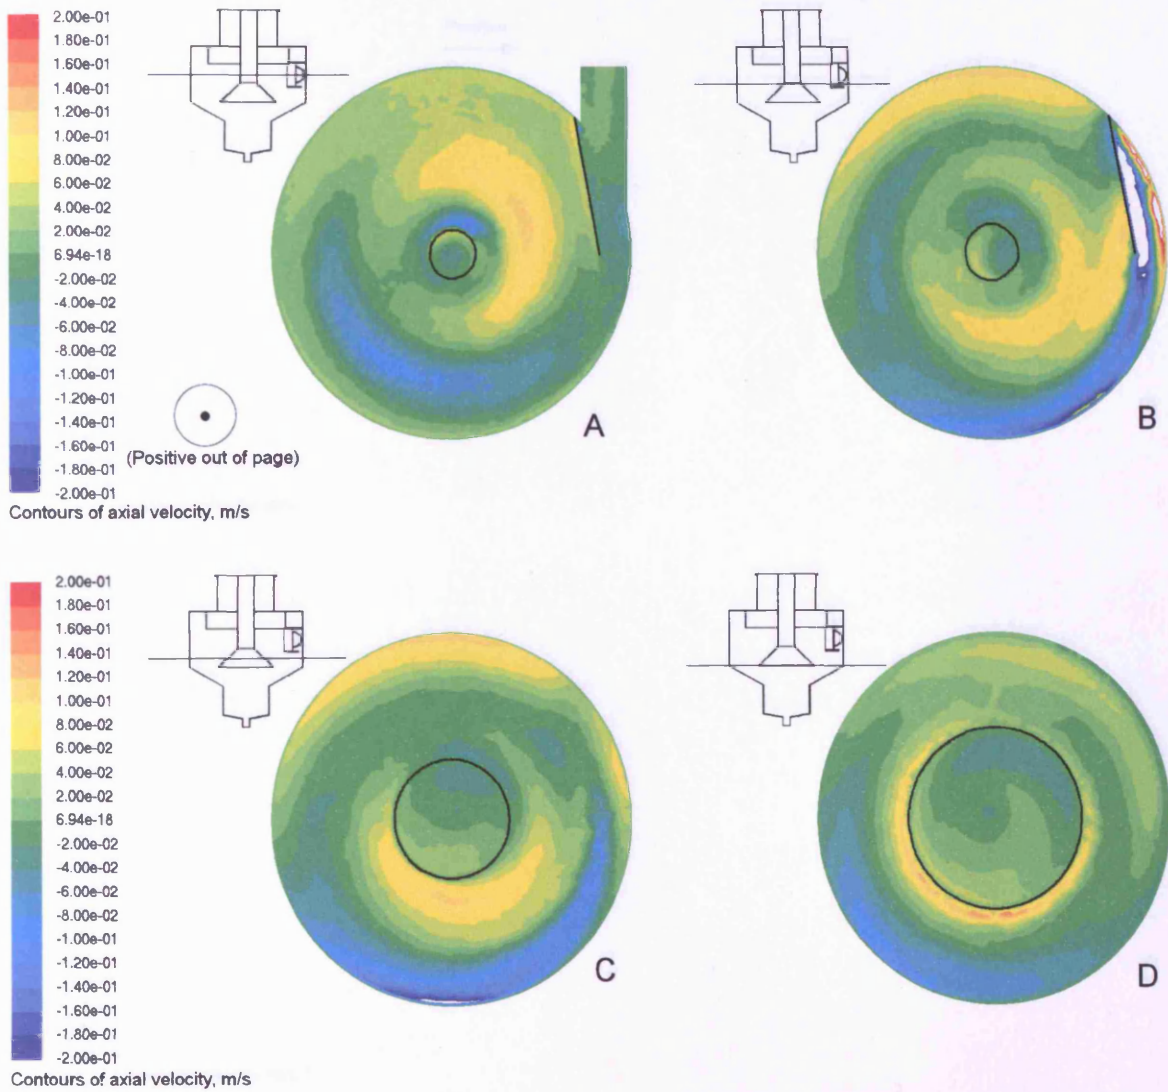 2.00e-01
1.80e-01
1.60e-01
1.40e-01
1.20e-01
1.00e-01
8.00e-02
6.00e-02
4.00e-02
2.00e-02
6.94e-18
-2.00e-02
-4.00e-02
-6.00e-02
-8.00e-02
-1.00e-01
-1.20e-01
-1.40e-01
-1.60e-01
-1.80e-01
-2.00e-01
Contours of axial velocity, m/s
(Positive out of page)
A
B
2.00e-01
1.80e-01
1.60e-01
1.40e-01
1.20e-01
1.00e-01
8.00e-02
6.00e-02
4.00e-02
2.00e-02
6.94e-18
-2.00e-02
-4.00e-02
-6.00e-02
-8.00e-02
-1.00e-01
-1.20e-01
-1.40e-01
-1.60e-01
-1.80e-01
-2.00e-01
Contours of axial velocity, m/s
C
D